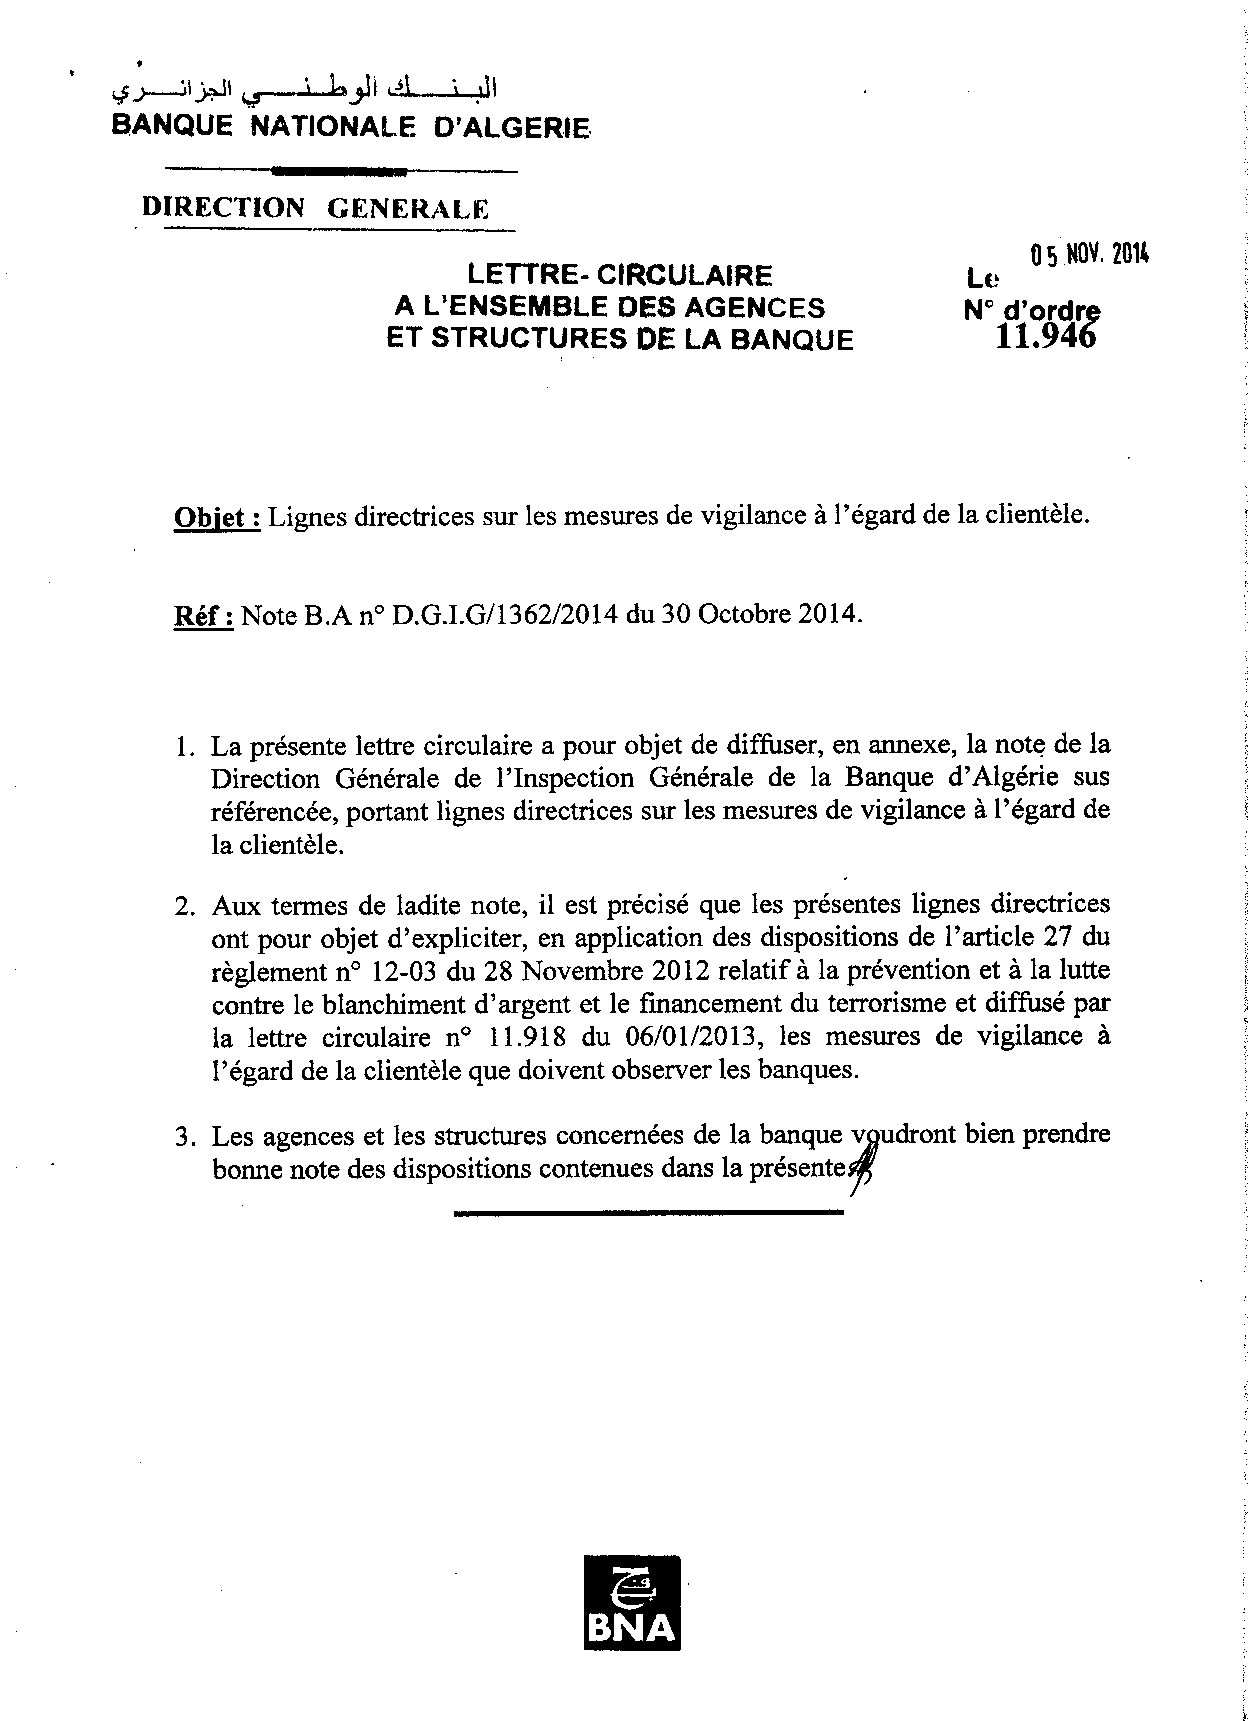 البنك الوطني الجزائري
BANQUE NATIONALE D'ALGERIE
DIRECTION GENERALE
05 NOV. 2014
LETTRE- CIRCULAIRE
Le
A L'ENSEMBLE DES AGENCES
N° d'ordre
ET STRUCTURES DE LA BANQUE
11.946
Objet : Lignes directrices sur les mesures de vigilance à l'égard de la clientèle.
Réf : Note B.A n° D.G.I.G/1362/2014 du 30 Octobre 2014.
1. La présente lettre circulaire a pour objet de diffuser, en annexe, la note de la
Direction Générale de l'Inspection Générale de la Banque d'Algérie sus
référencée, portant lignes directrices sur les mesures de vigilance à l'égard de
la clientèle.
2. Aux termes de ladite note, il est précisé que les présentes lignes directrices
ont pour objet d'expliciter, en application des dispositions de l'article 27 du
règlement n° 12-03 du 28 Novembre 2012 relatif à la prévention et à la lutte
contre le blanchiment d'argent et le financement du terrorisme et diffusé par
la lettre circulaire n° 11.918 du 06/01/2013, les mesures de vigilance à
l'égard de la clientèle que doivent observer les banques.
3. Les agences et les structures concernées de la banque voudront bien prendre
bonne note des dispositions contenues dans la présente
BNA